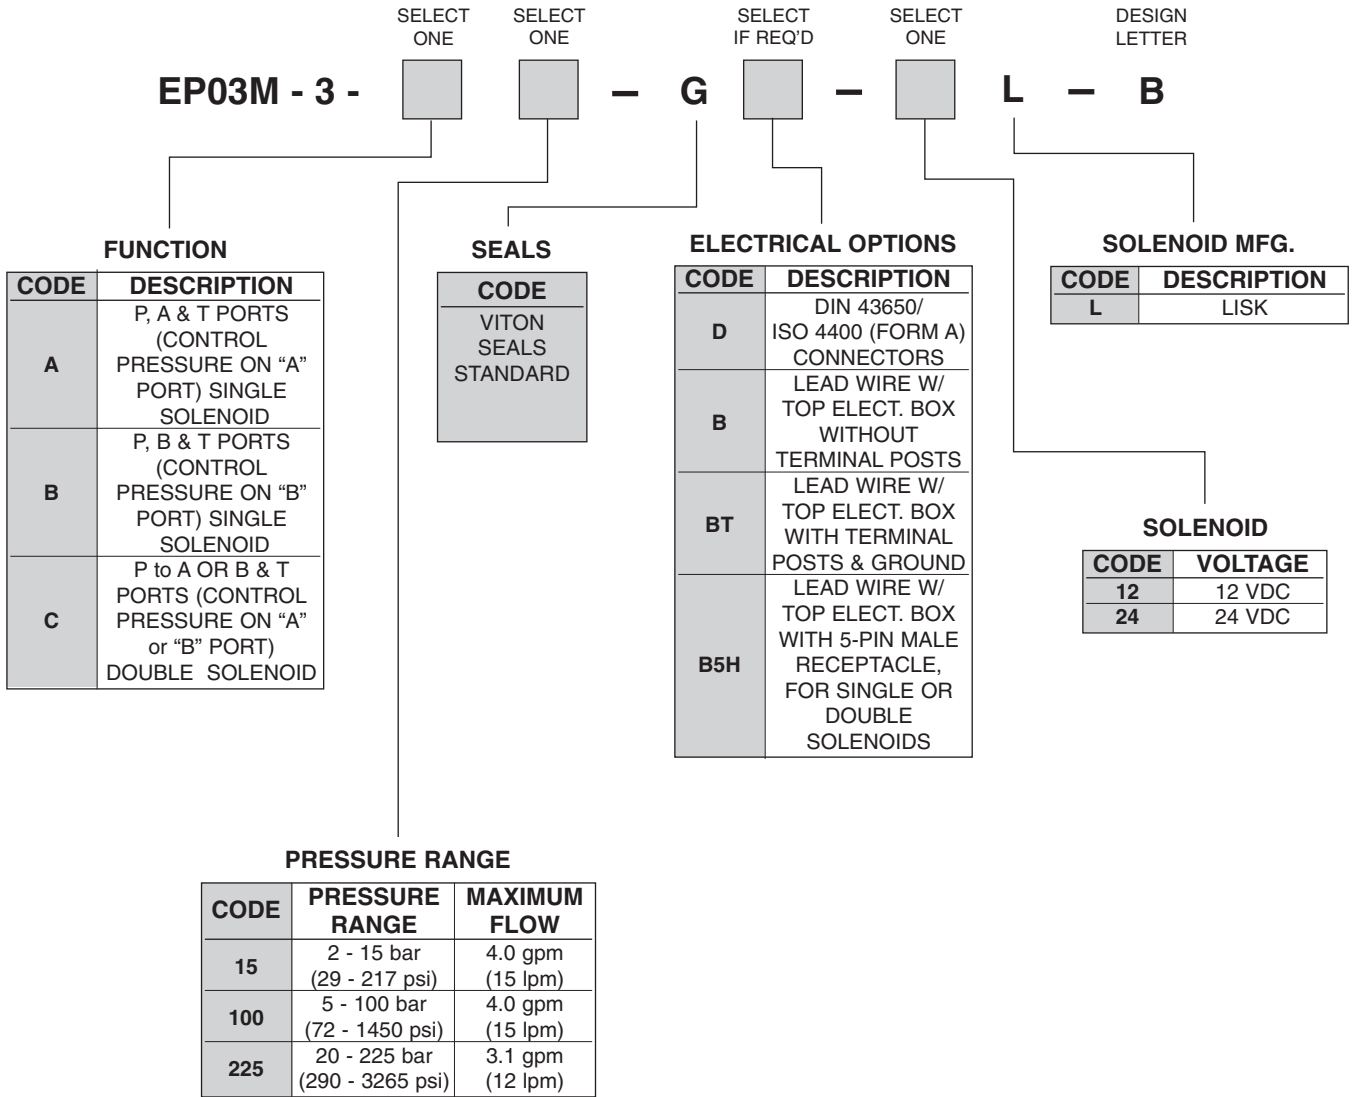 SELECT
ONE
SELECT
ONE
SELECT
IF REQ'D
SELECT
ONE
DESIGN
LETTER
EP03M - 3 - – G – L – B
FUNCTION
CODE DESCRIPTION
A
P, A & T PORTS
(CONTROL
PRESSURE ON “A”
PORT) SINGLE
SOLENOID
B
P, B & T PORTS
(CONTROL
PRESSURE ON “B”
PORT) SINGLE
SOLENOID
C
P to A OR B & T
PORTS (CONTROL
PRESSURE ON “A”
or “B” PORT)
DOUBLE SOLENOID
SEALS
CODE
VITON
SEALS
STANDARD
ELECTRICAL OPTIONS
CODE DESCRIPTION
D
DIN 43650/
ISO 4400 (FORM A)
CONNECTORS
B
LEAD WIRE W/
TOP ELECT. BOX
WITHOUT
TERMINAL POSTS
BT
LEAD WIRE W/
TOP ELECT. BOX
WITH TERMINAL
POSTS & GROUND
B5H
LEAD WIRE W/
TOP ELECT. BOX
WITH 5-PIN MALE
RECEPTACLE,
FOR SINGLE OR
DOUBLE
SOLENOIDS
SOLENOID MFG.
CODE DESCRIPTION
L LISK
SOLENOID
CODE VOLTAGE
12 12 VDC
24 24 VDC
PRESSURE RANGE
CODE
PRESSURE
RANGE
MAXIMUM
FLOW
15
2 - 15 bar
(29 - 217 psi)
4.0 gpm
(15 lpm)
100
5 - 100 bar
(72 - 1450 psi)
4.0 gpm
(15 lpm)
225
20 - 225 bar
(290 - 3265 psi)
3.1 gpm
(12 lpm)